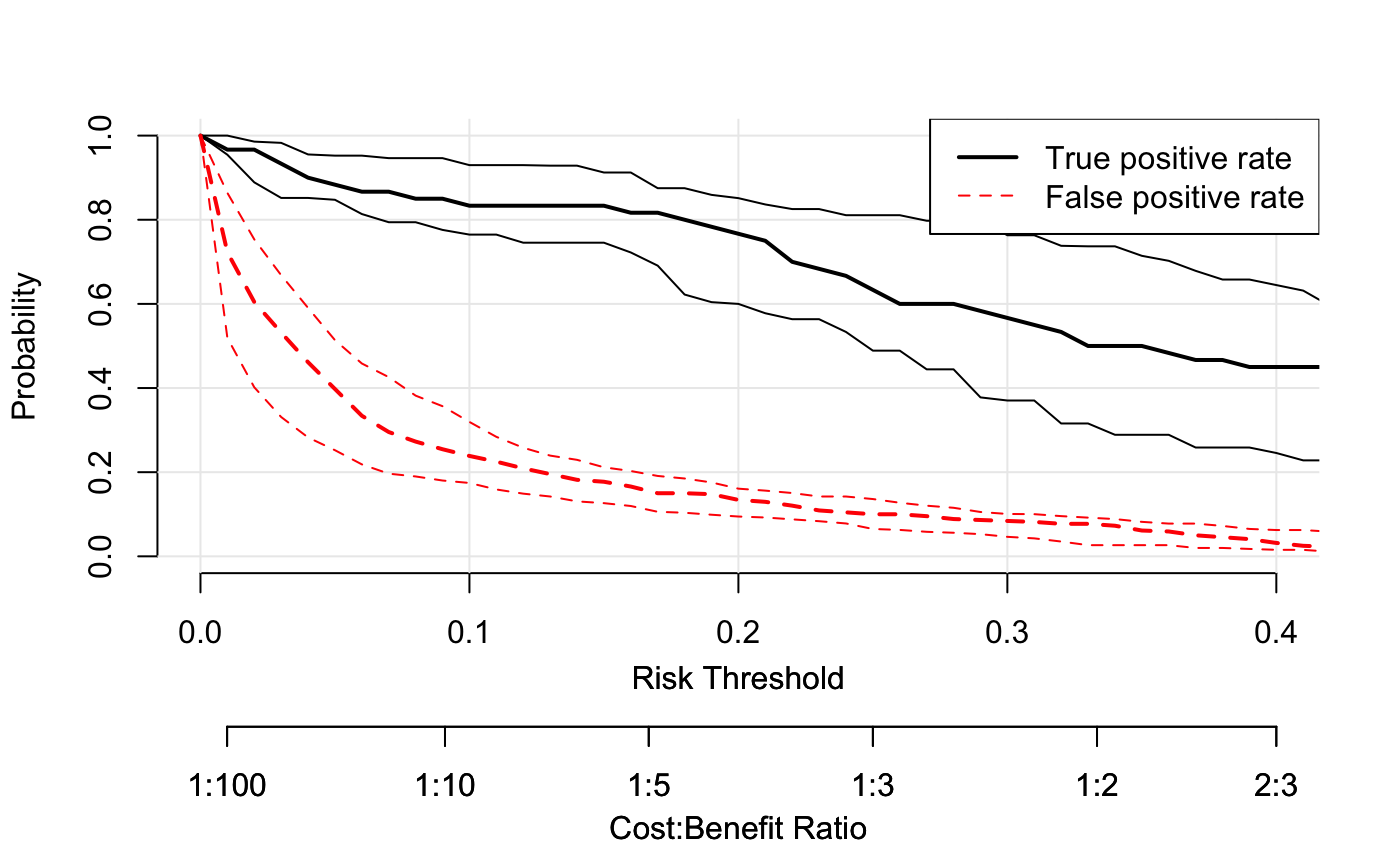 True positive rate
False positive rate
Probability
1.0
0.8
0.6
0.4
0.2
0.0
0.0 0.1 0.2 0.3 0.4
Risk Threshold
1:100 1:10 1:5 1:3 1:2 2:3
Cost:Benefit Ratio